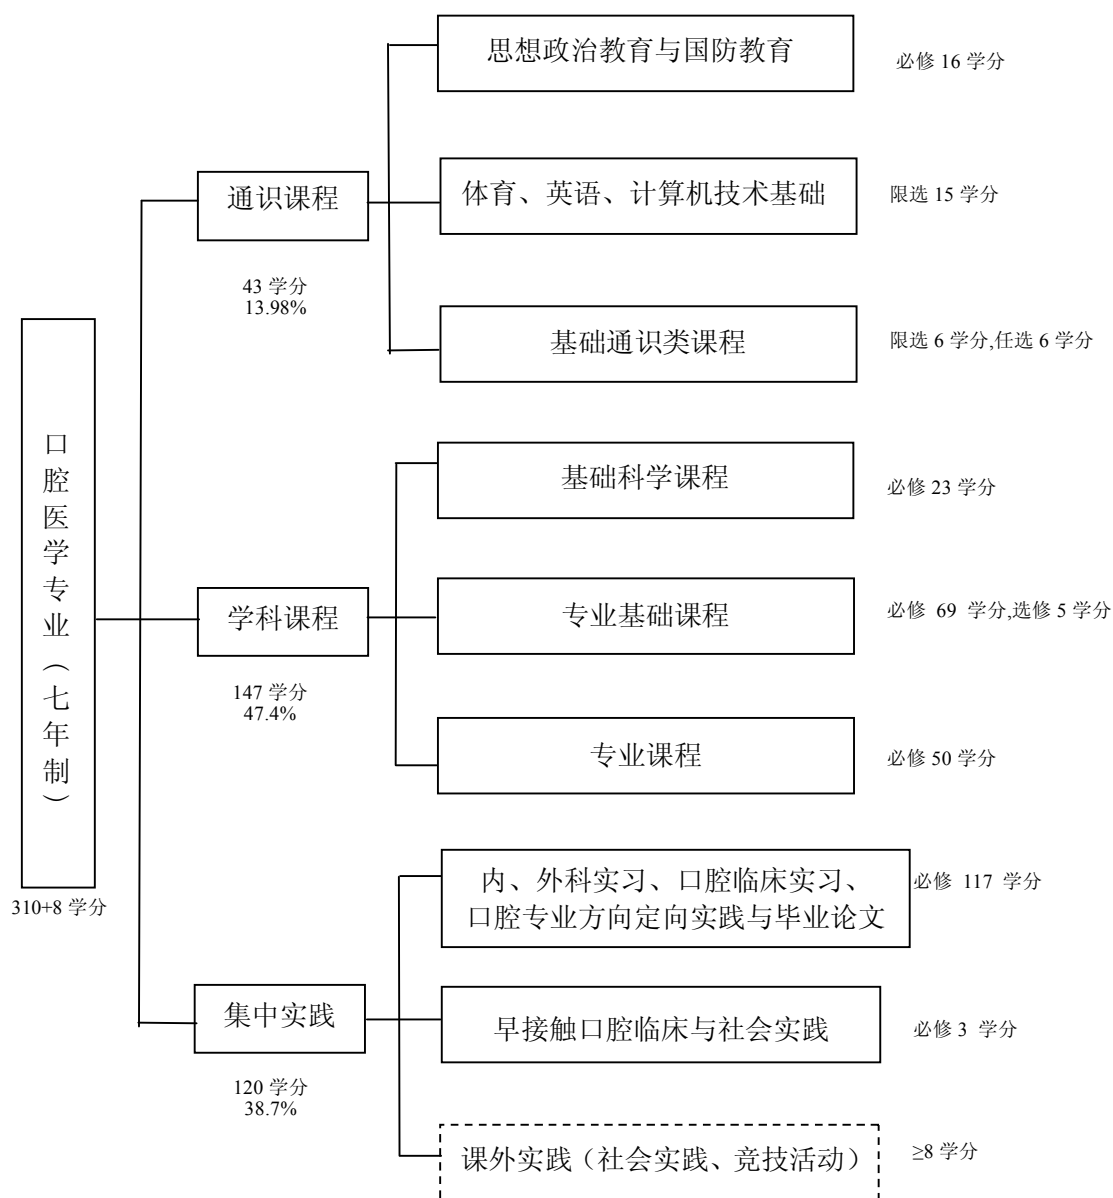 思想政治教育与国防教育
必修 16 学分
通识课程
43 学分
13.98%
体育、英语、计算机技术基础
限选 15 学分
基础通识类课程
限选 6 学分,任选 6 学分
口腔医学专业（七年制）
310+8 学分
基础科学课程
必修 23 学分
学科课程
147 学分
47.4%
专业基础课程
必修 69 学分,选修 5 学分
专业课程
必修 50 学分
内、外科实习、口腔临床实习、
口腔专业方向定向实践与毕业论文
必修 117 学分
集中实践
120 学分
38.7%
早接触口腔临床与社会实践
必修 3 学分
课外实践（社会实践、竞技活动）
≥8 学分